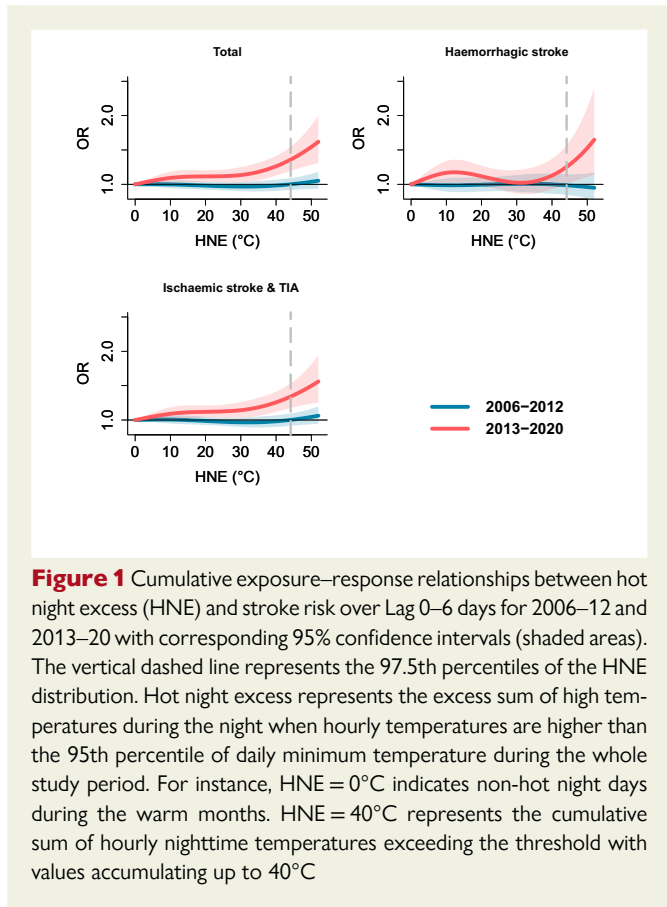 Total
2.0
1.0
OR
0 10 20 30 40 50
HNE (°C)
Haemorrhagic stroke
2.0
1.0
OR
0 10 20 30 40 50
HNE (°C)
Ischaemic stroke & TIA
2.0
1.0
OR
0 10 20 30 40 50
HNE (°C)
2006−2012
2013−2020
Figure 1 Cumulative exposure–response relationships between hot
night excess (HNE) and stroke risk over Lag 0–6 days for 2006–12 and
2013–20 with corresponding 95% confidence intervals (shaded areas).
The vertical dashed line represents the 97.5th percentiles of the HNE
distribution. Hot night excess represents the excess sum of high tem-
peratures during the night when hourly temperatures are higher than
the 95th percentile of daily minimum temperature during the whole
study period. For instance, HNE = 0°C indicates non-hot night days
during the warm months. HNE = 40°C represents the cumulative
sum of hourly nighttime temperatures exceeding the threshold with
values accumulating up to 40°C